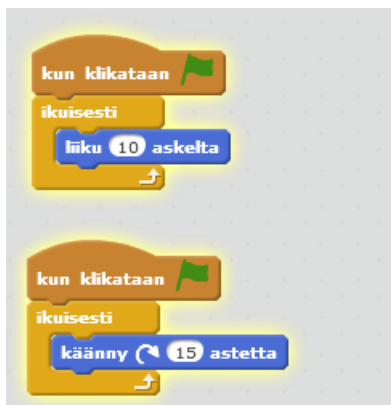 kun klikataan
ikuisesti
liiku 10 askelta
kun klikataan
ikuisesti
käänny 15 astetta